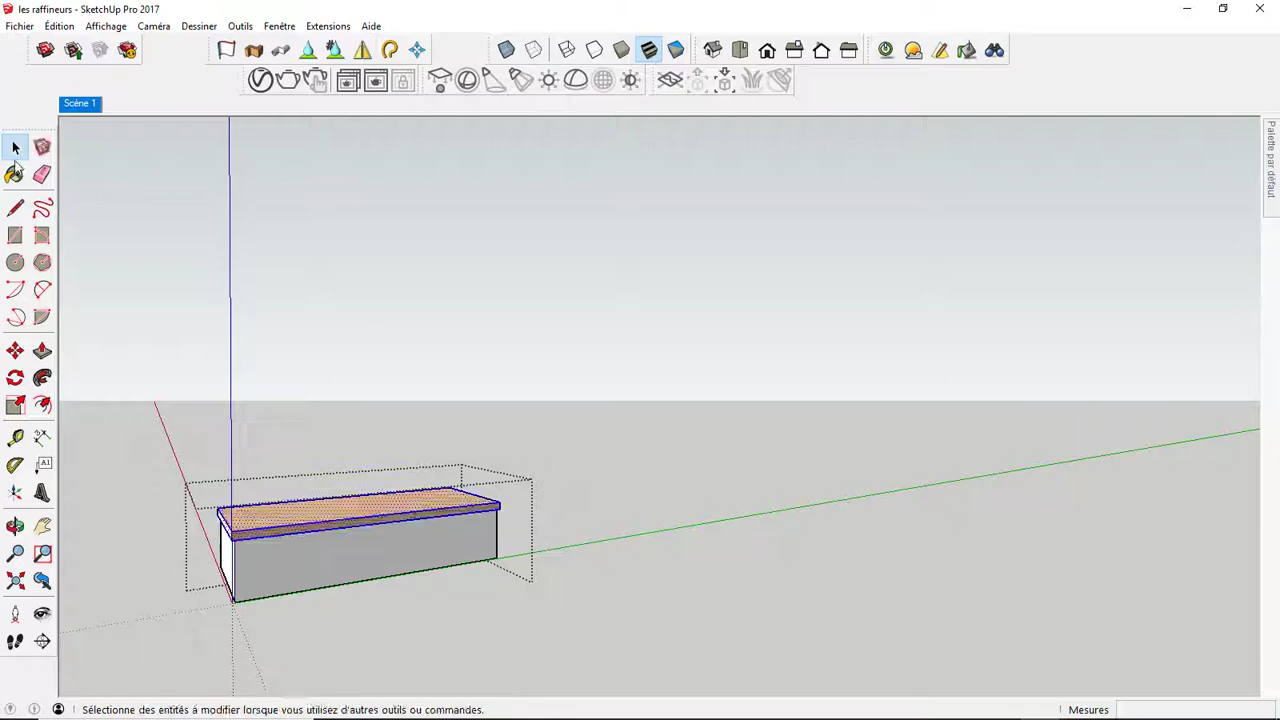 les raffineurs - SketchUp Pro 2017
Fichier Édition Affichage Caméra Dessiner Outils Fenêtre Extensions Aide
Scène 1
Palette par défaut
A1
Sélectionne des entités à modifier lorsque vous utilisez d'autres outils ou commandes.
Mesures